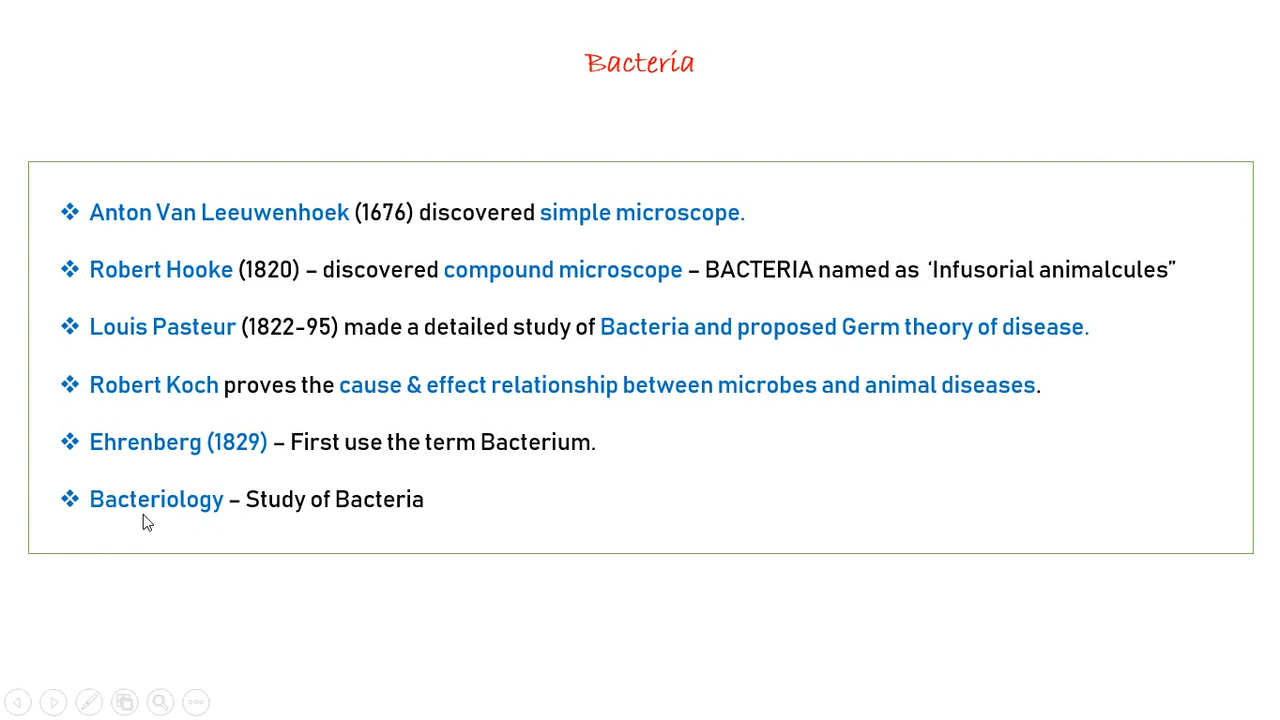 Bacteria
❖ Anton Van Leeuwenhoek (1676) discovered simple microscope.
❖ Robert Hooke (1820) – discovered compound microscope – BACTERIA named as ‘Infusorial animalcules”
❖ Louis Pasteur (1822-95) made a detailed study of Bacteria and proposed Germ theory of disease.
❖ Robert Koch proves the cause & effect relationship between microbes and animal diseases.
❖ Ehrenberg (1829) – First use the term Bacterium.
❖ Bacteriology – Study of Bacteria